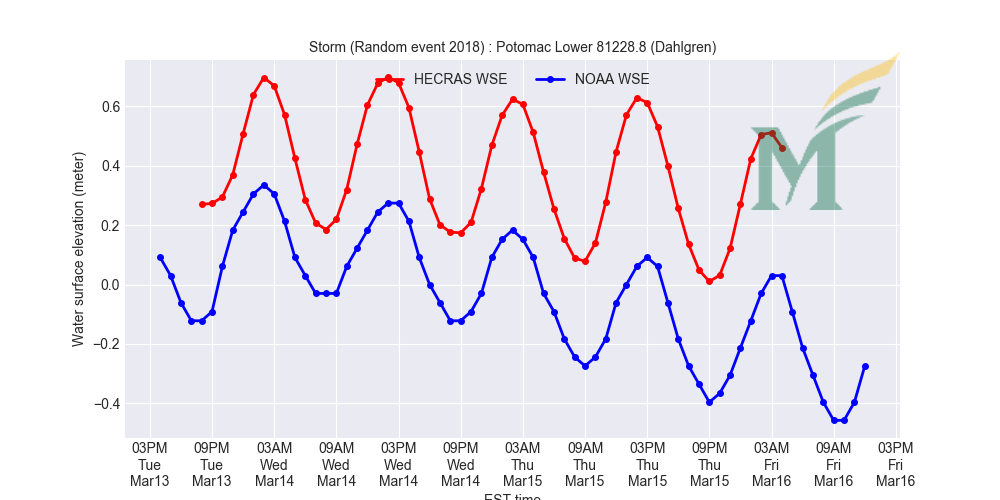 Storm (Random event 2018) : Potomac Lower 81228.8 (Dahlgren)
HECRAS WSE
NOAA WSE
M
Water surface elevation (meter)
0.6
0.4
0.2
0.0
−0.2
−0.4
03PM 09PM 03AM 09AM 03PM 09PM 03AM 09AM 03PM 09PM 03AM 09AM 03PM
Tue Tue Wed Wed Wed Wed Thu Thu Thu Thu Fri Fri Fri
Mar13 Mar13 Mar14 Mar14 Mar14 Mar14 Mar15 Mar15 Mar15 Mar15 Mar16 Mar16 Mar16
EST time